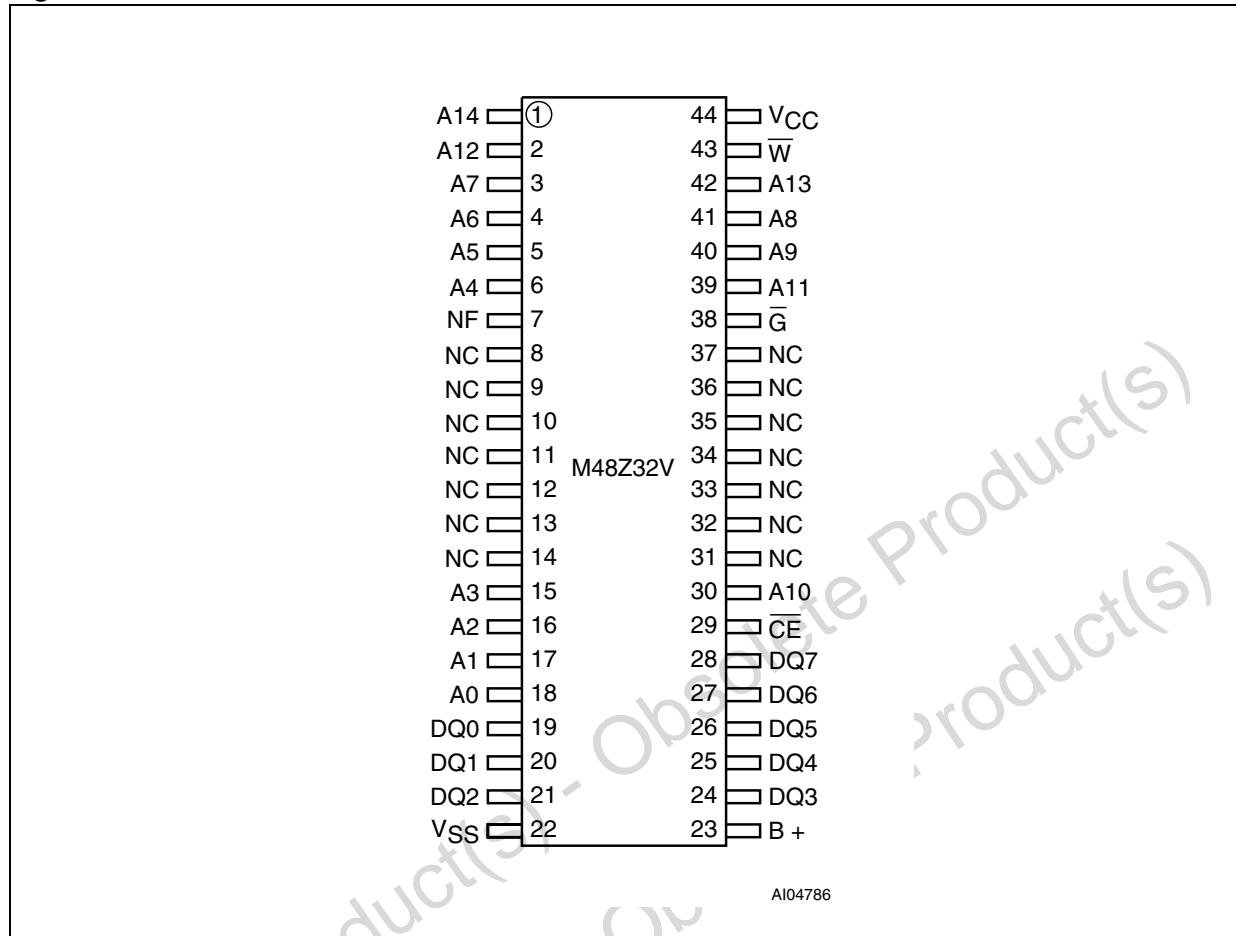 A14 1 44 VCC
A12 2 43 W̅
A7 3 42 A13
A6 4 41 A8
A5 5 40 A9
A4 6 39 A11
NF 7 38 G̅
NC 8 37 NC
NC 9 36 NC
NC 10 35 NC
NC 11 M48Z32V 34 NC
NC 12 33 NC
NC 13 32 NC
NC 14 31 NC
A3 15 30 A10
A2 16 29 C̅E̅
A1 17 28 DQ7
A0 18 27 DQ6
DQ0 19 26 DQ5
DQ1 20 25 DQ4
DQ2 21 24 DQ3
VSS 22 23 B +
AI04786
duct(s) - Obsolete Product(s)
Ob Product(s)